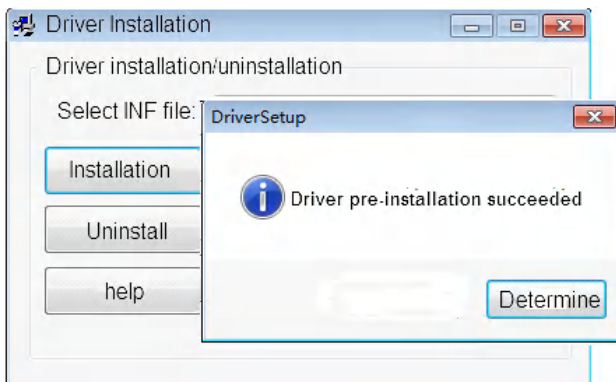 Driver Installation
Driver installation/uninstallation
Select INF file:
DriverSetup
Installation
Driver pre-installation succeeded
Uninstall
help
Determine